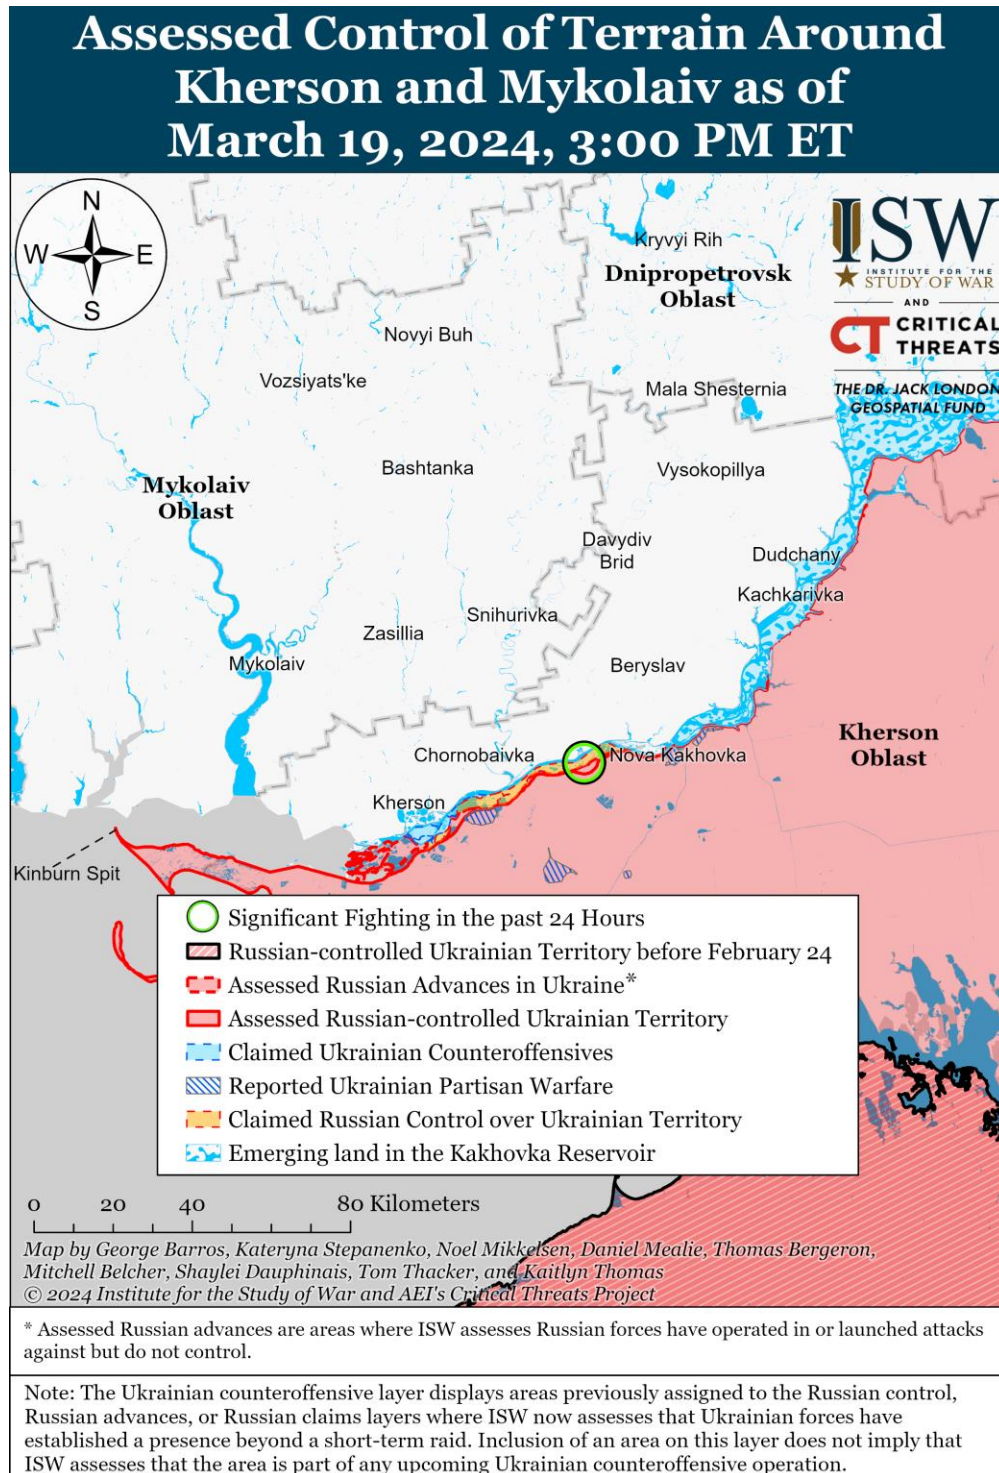 Assessed Control of Terrain Around
Kherson and Mykolaiv as of
March 19, 2024, 3:00 PM ET
N
W
E
S
ISW
INSTITUTE FOR THE
STUDY OF WAR
AND
CT CRITICAL
THREATS
THE DR. JACK LONDON
GEOSPATIAL FUND
Kryvyi Rih
Dnipropetrovsk
Oblast
Novyi Buh
Vozsiyats'ke
Mala Shesternia
Bashtanka
Vysokopillya
Mykolaiv
Oblast
Davydiv
Brid
Dudchany
Kachkarivka
Snihurivka
Zasillia
Mykolaiv
Beryslav
Kherson
Oblast
Chornobaivka
Nova Kakhovka
Kherson
Kinburn Spit
Significant Fighting in the past 24 Hours
Russian-controlled Ukrainian Territory before February 24
Assessed Russian Advances in Ukraine*
Assessed Russian-controlled Ukrainian Territory
Claimed Ukrainian Counteroffensives
Reported Ukrainian Partisan Warfare
Claimed Russian Control over Ukrainian Territory
Emerging land in the Kakhovka Reservoir
0 20 40 80 Kilometers
Map by George Barros, Kateryna Stepanenko, Noel Mikkelsen, Daniel Mealie, Thomas Bergeron,
Mitchell Belcher, Shaylei Dauphinais, Tom Thacker, and Kaitlyn Thomas
© 2024 Institute for the Study of War and AEI's Critical Threats Project
* Assessed Russian advances are areas where ISW assesses Russian forces have operated in or launched attacks
against but do not control.
Note: The Ukrainian counteroffensive layer displays areas previously assigned to the Russian control,
Russian advances, or Russian claims layers where ISW now assesses that Ukrainian forces have
established a presence beyond a short-term raid. Inclusion of an area on this layer does not imply that
ISW assesses that the area is part of any upcoming Ukrainian counteroffensive operation.